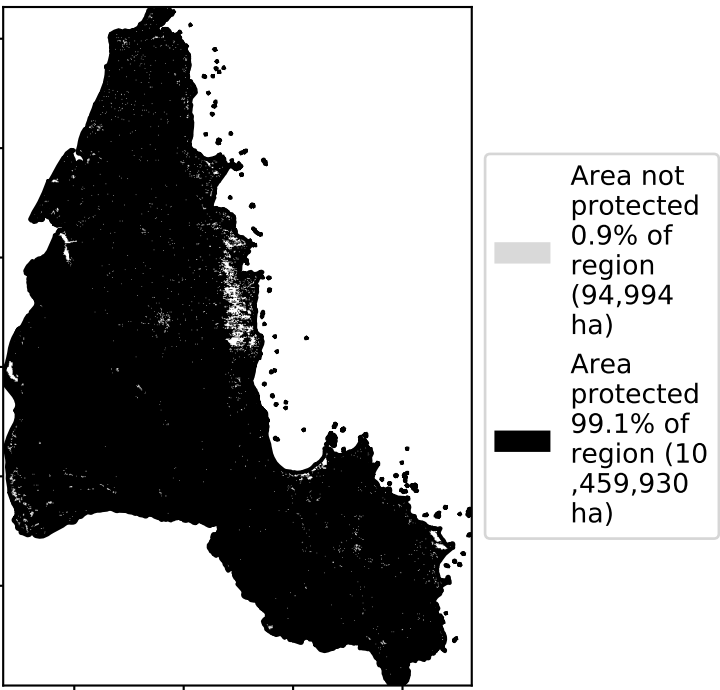 Area not
protected
0.9% of
region
(94,994
ha)
Area
protected
99.1% of
region (10
,459,930
ha)